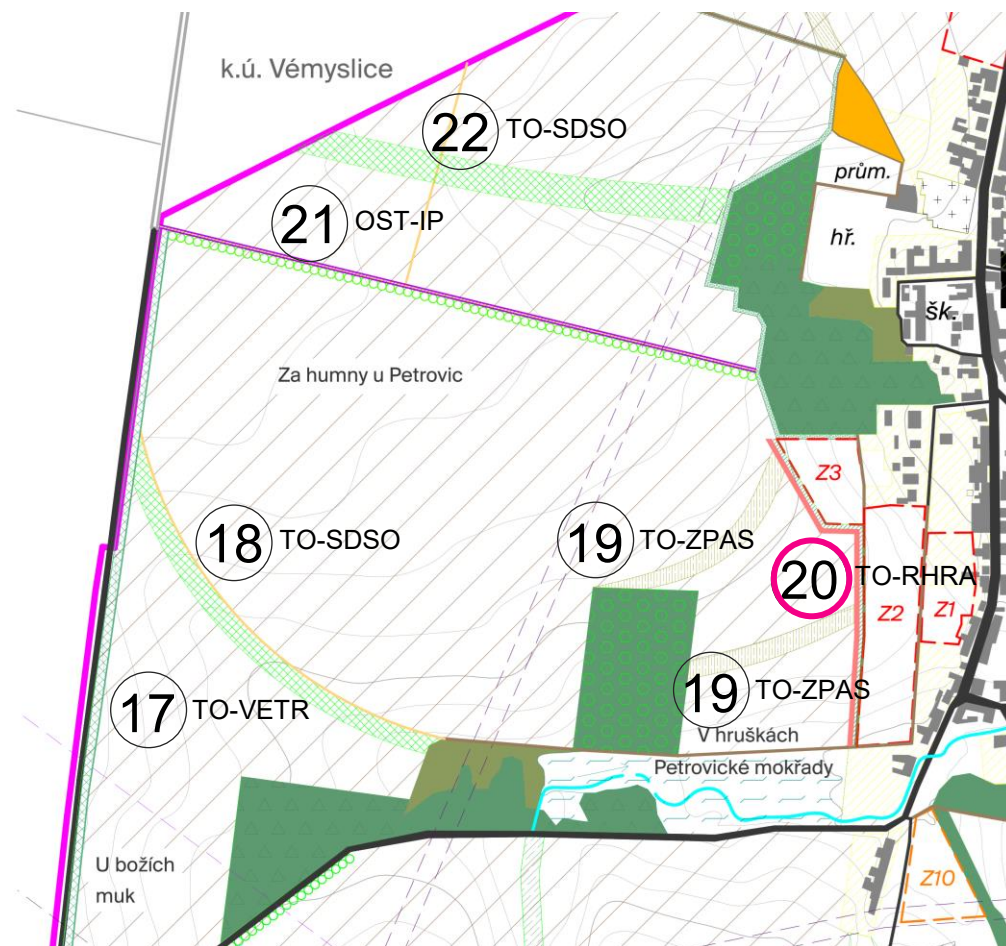 k.ú. Vémyslice
22 TO-SDSO
prům.
21 OST-IP
hř.
šk.
Za humny u Petrovic
Z3
18 TO-SDSO
19 TO-ZPAS
20 TO-RHRA
Z2
Z1
17 TO-VETR
19 TO-ZPAS
V hruškách
Petrovické mokřady
U božích
muk
Z10